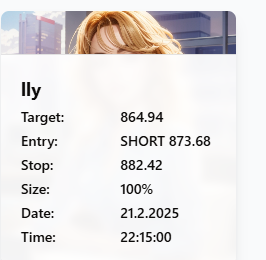 lly
Target: 864.94
Entry: SHORT 873.68
Stop: 882.42
Size: 100%
Date: 21.2.2025
Time: 22:15:00